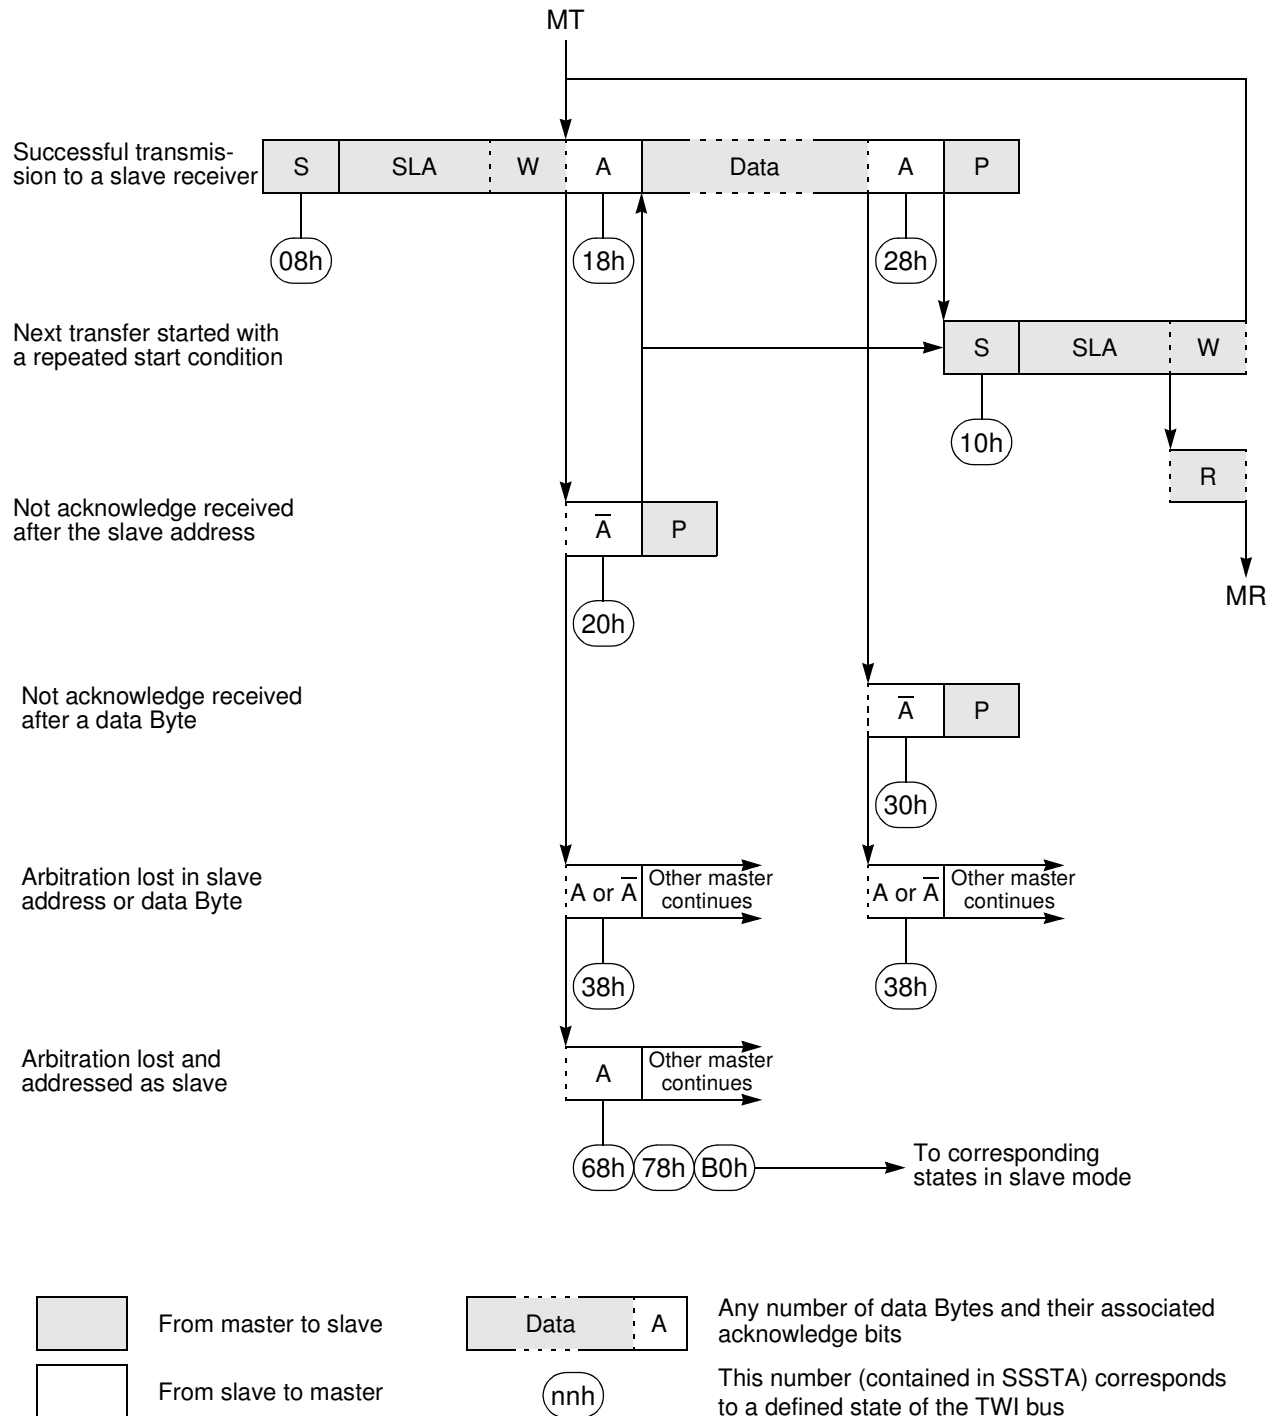 MT
Successful transmis-
sion to a slave receiver
S SLA W A Data A P
08h 18h 28h
Next transfer started with
a repeated start condition
S SLA W
10h
R
MR
Not acknowledge received
after the slave address
A̅ P
20h
Not acknowledge received
after a data Byte
A̅ P
30h
Arbitration lost in slave
address or data Byte
A or A̅ Other master
continues
A or A̅ Other master
continues
38h 38h
Arbitration lost and
addressed as slave
A Other master
continues
68h 78h B0h
To corresponding
states in slave mode
From master to slave
Data A
Any number of data Bytes and their associated
acknowledge bits
From slave to master
nnh
This number (contained in SSSTA) corresponds
to a defined state of the TWI bus